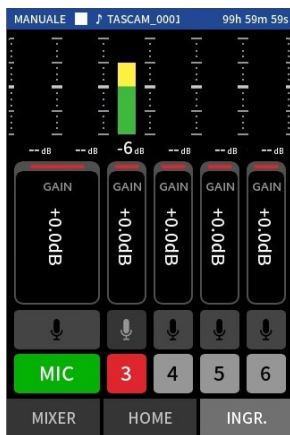 MANUALE ♪ TASCAM_0001 99h 59m 59s
-- dB -- dB -6 dB -- dB -- dB -- dB
GAIN GAIN GAIN GAIN GAIN
+0.0dB +0.0dB +0.0dB +0.0dB +0.0dB
MIC 3 4 5 6
MIXER HOME INGR.